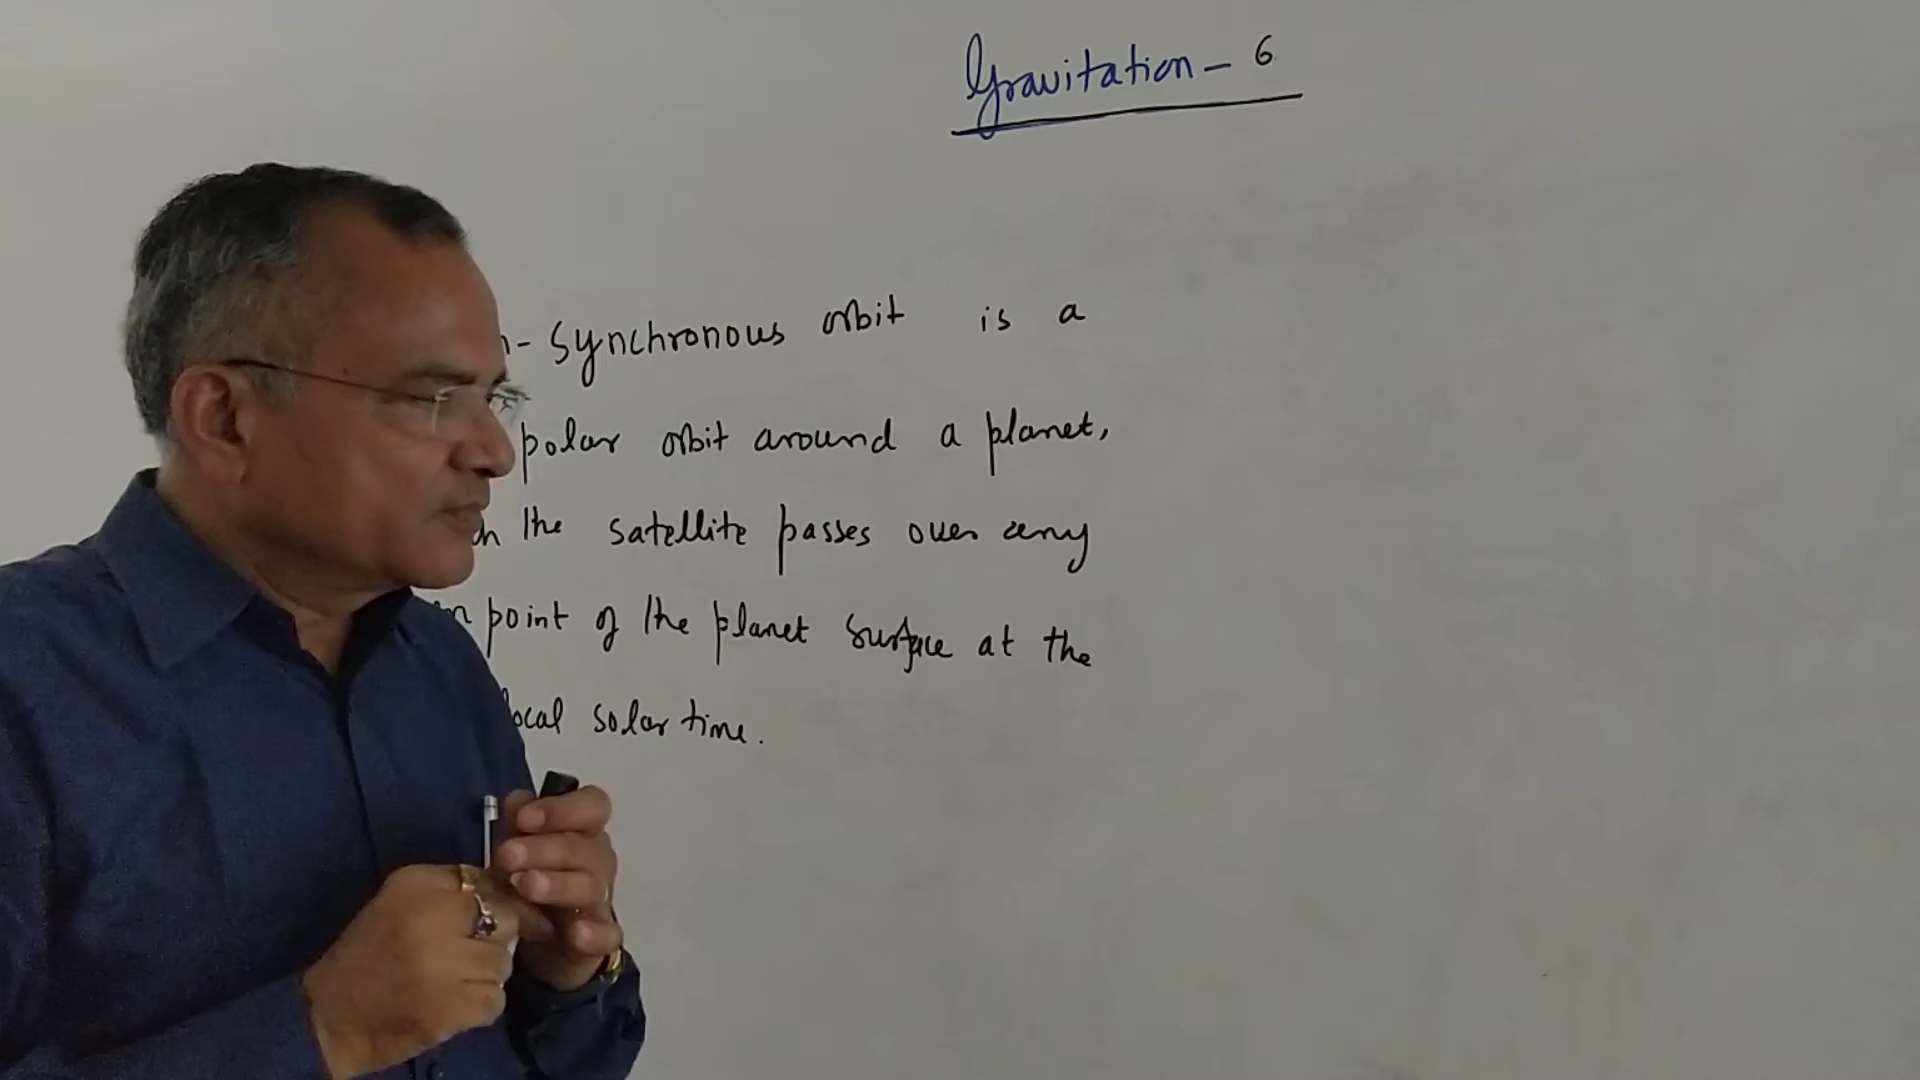 Gravitation - 6
- Synchronous orbit is a
polar orbit around a planet,
the satellite passes over any
point of the planet surface at the
local solar time.